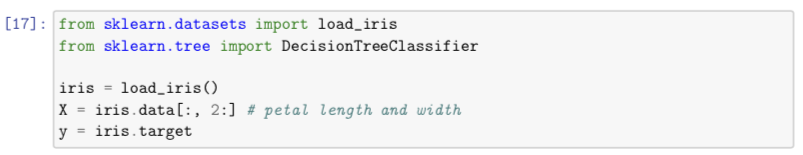 [17]: from sklearn.datasets import load_iris
from sklearn.tree import DecisionTreeClassifier
iris = load_iris()
X = iris.data[:, 2:] # petal length and width
y = iris.target